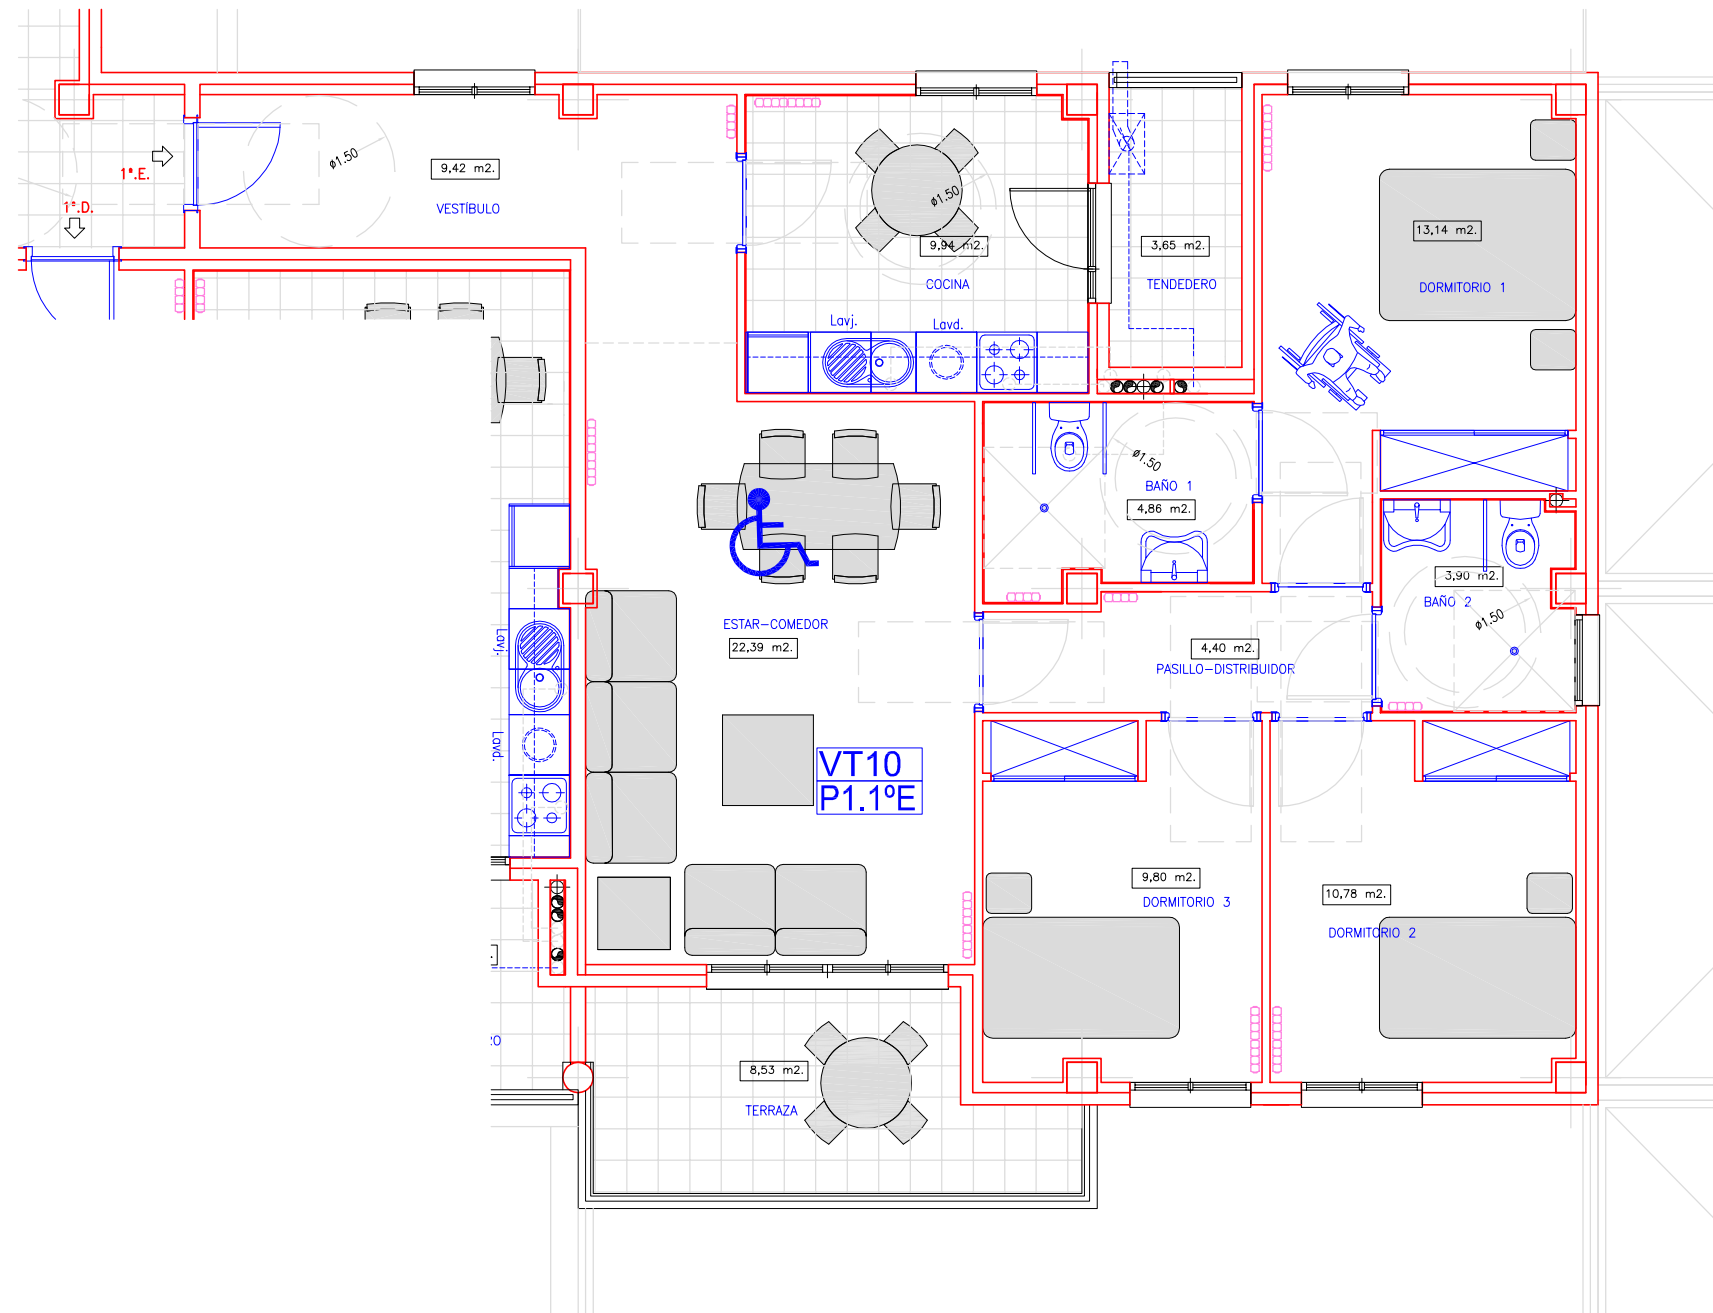 1ª.E.
1ª.D.
ø1.50
9,42 m2.
VESTÍBULO
ø1.50
9,94 m2.
COCINA
Lavj.
Lavd.
3,65 m2.
TENDEDERO
13,14 m2.
DORMITORIO 1
ø1.50
BAÑO 1
4,86 m2.
3,90 m2.
BAÑO 2
ø1.50
ESTAR-COMEDOR
22,39 m2.
4,40 m2.
PASILLO-DISTRIBUIDOR
Lavj.
Lavd.
VT10
P1.1ºE
9,80 m2.
DORMITORIO 3
10,78 m2.
DORMITORIO 2
8,53 m2.
TERRAZA